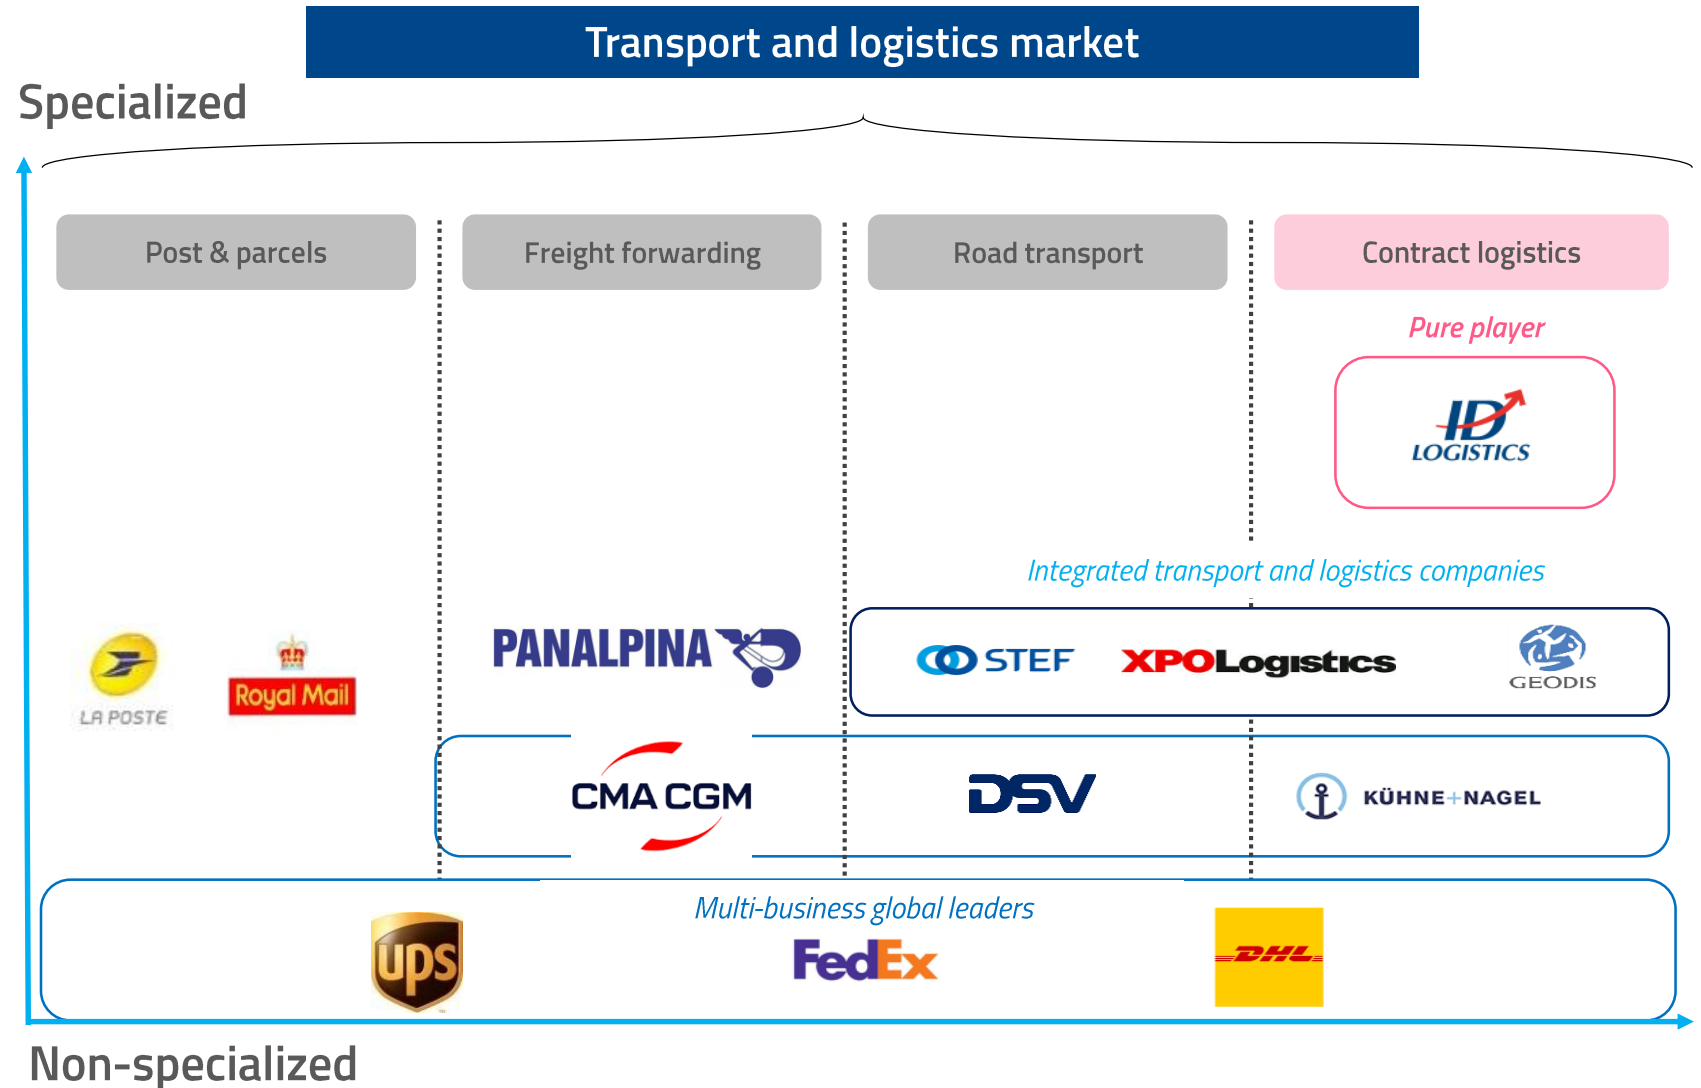 Transport and logistics market
Specialized
Post & parcels
Freight forwarding
Road transport
Contract logistics
Pure player
ID
LOGISTICS
Integrated transport and logistics companies
LA POSTE
Royal Mail
PANALPINA
STEF
XPOLogistics
GEODIS
CMA CGM
DSV
KÜHNE+NAGEL
Multi-business global leaders
ups
FedEx
DHL
Non-specialized